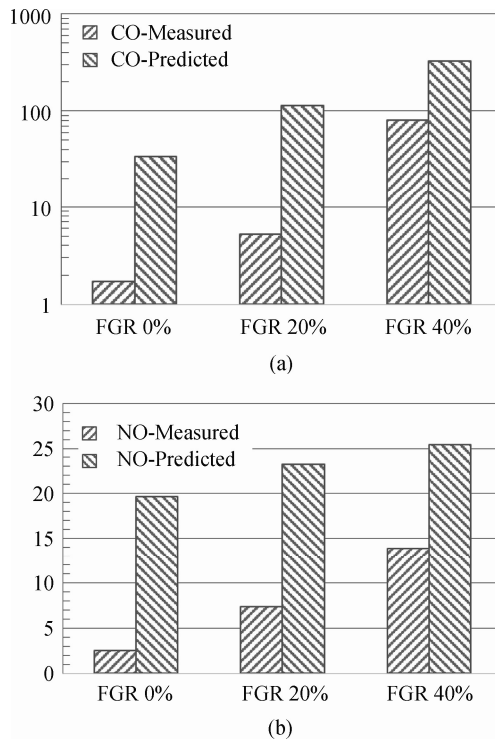 1000
CO-Measured
CO-Predicted
100
10
1
FGR 0%
FGR 20%
FGR 40%
(a)
30
NO-Measured
25
NO-Predicted
20
15
10
5
0
FGR 0%
FGR 20%
FGR 40%
(b)